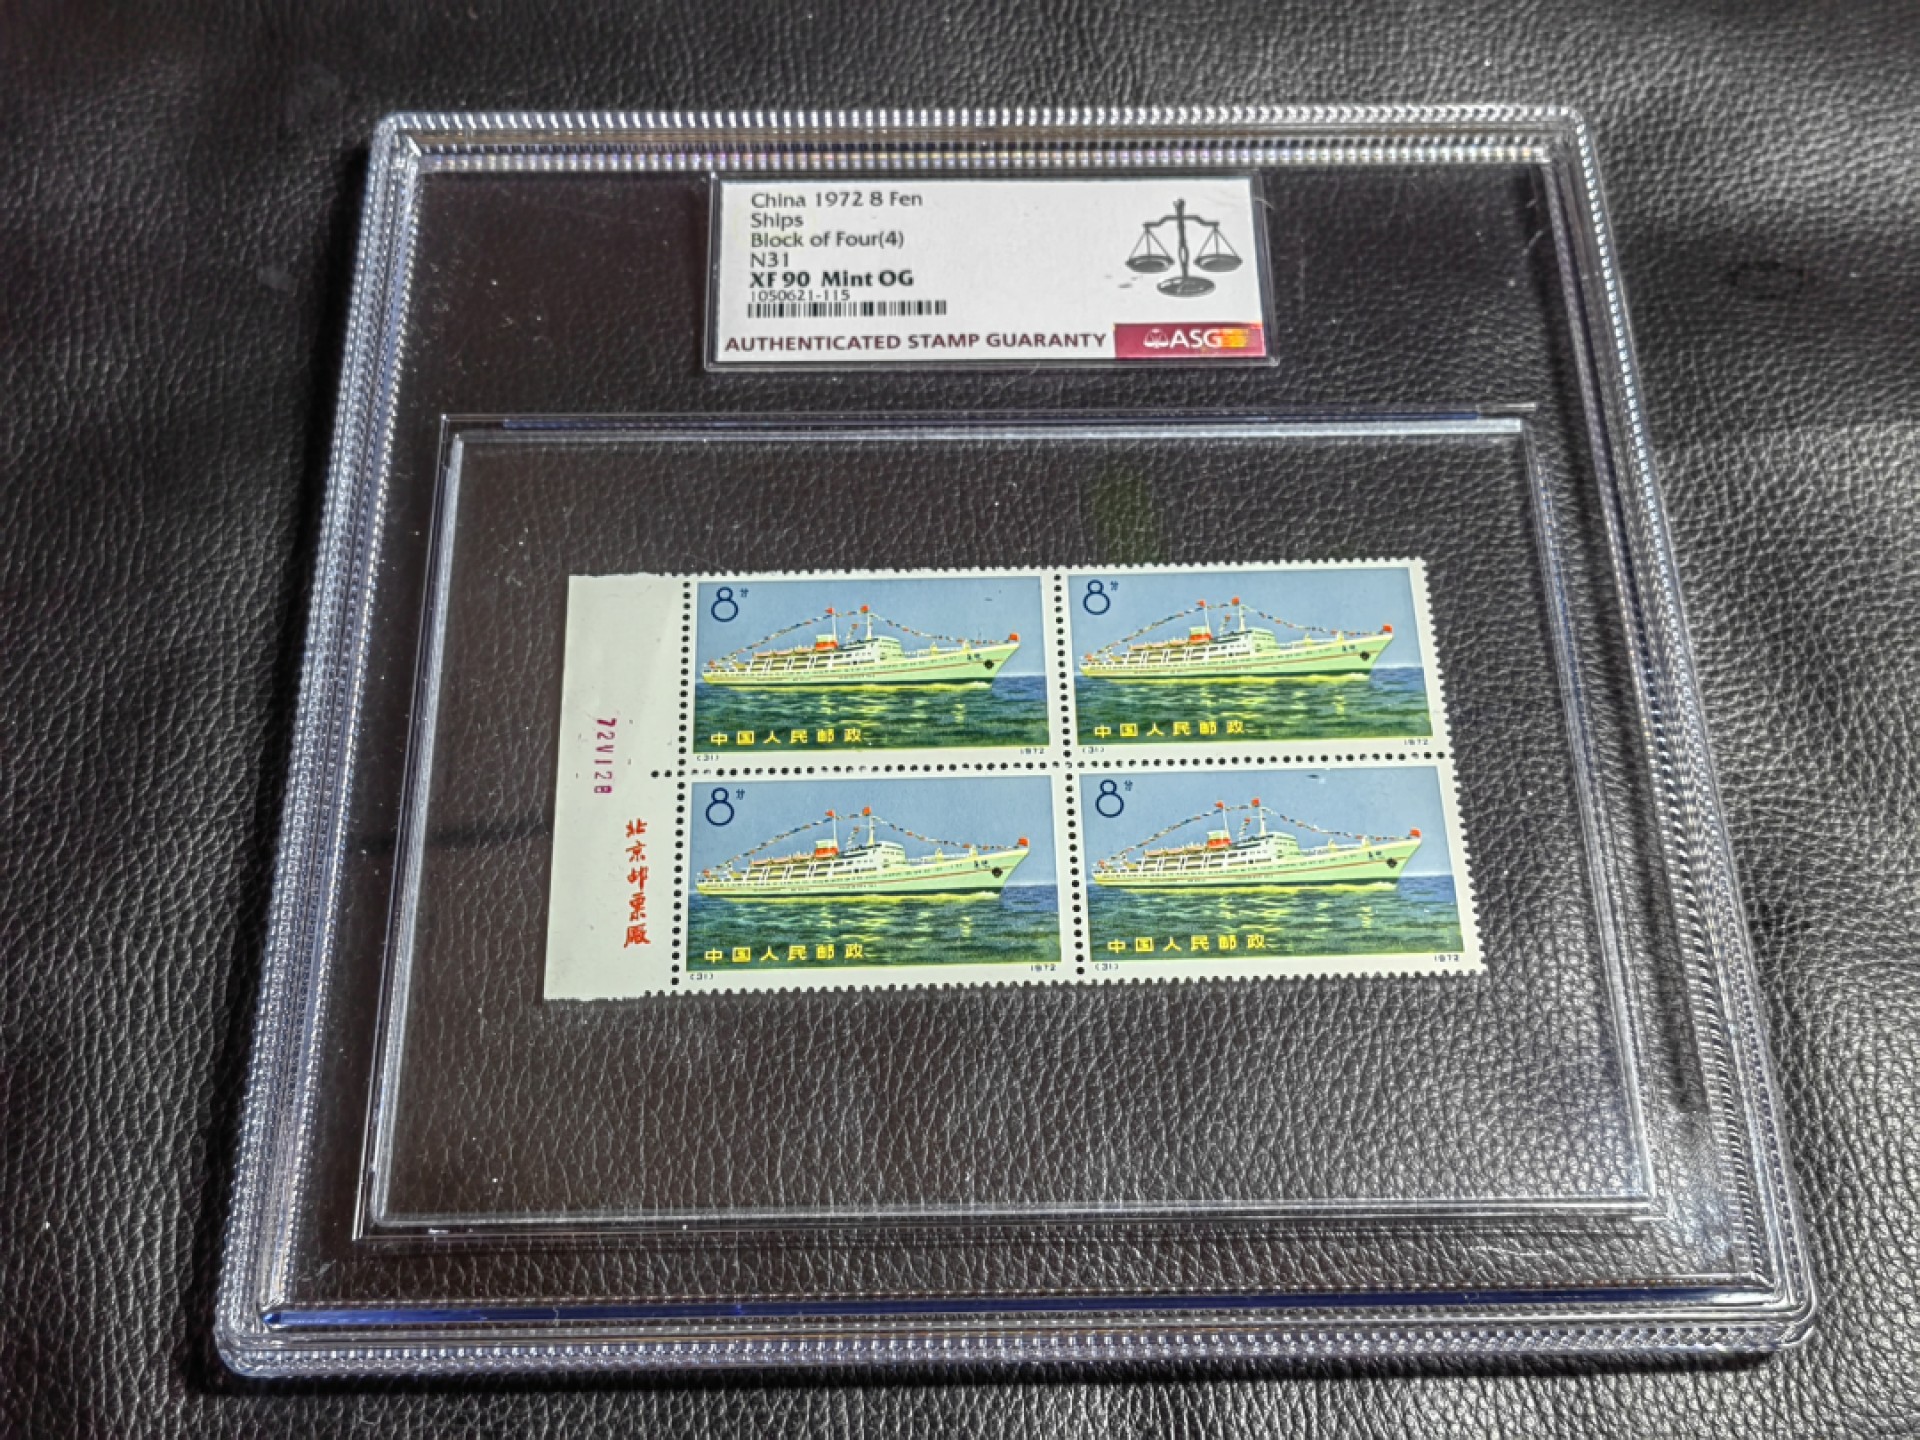 China 1972 8 Fen
Ships
Block of Four(4)
N31
XF 90 Mint OG
1050621-115
AUTHENTICATED STAMP GUARANTY
ASG
8分
8分
中国人民邮政
(31)
1972
中国人民邮政
(31)
1972
72V128
北京邮票厰
8分
8分
中国人民邮政
(31)
1972
中国人民邮政
(31)
1972